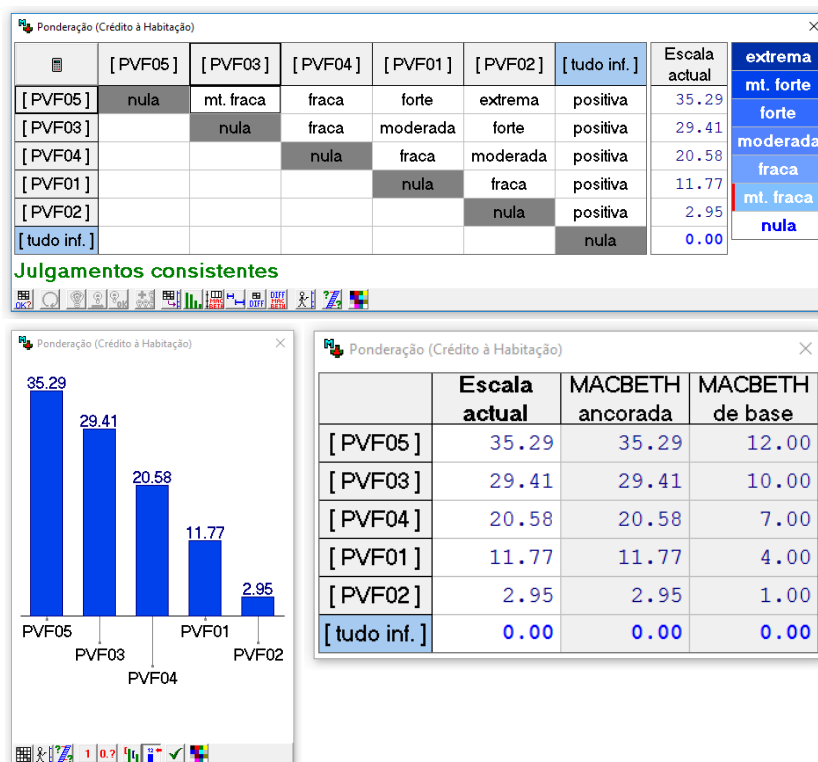 Ponderação (Crédito à Habitação)
[ PVF05 ] [ PVF03 ] [ PVF04 ] [ PVF01 ] [ PVF02 ] [ tudo inf. ] Escala actual
[ PVF05 ] nula mt. fraca fraca forte extrema positiva 35.29
[ PVF03 ] nula fraca moderada forte positiva 29.41
[ PVF04 ] nula fraca moderada positiva 20.58
[ PVF01 ] nula fraca positiva 11.77
[ PVF02 ] nula positiva 2.95
[ tudo inf. ] nula 0.00
extrema
mt. forte
forte
moderada
fraca
mt. fraca
nula
Julgamentos consistentes
Ponderação (Crédito à Habitação)
35.29
29.41
20.58
11.77
2.95
PVF05
PVF03
PVF04
PVF01
PVF02
Ponderação (Crédito à Habitação)
Escala actual MACBETH ancorada MACBETH de base
[ PVF05 ] 35.29 35.29 12.00
[ PVF03 ] 29.41 29.41 10.00
[ PVF04 ] 20.58 20.58 7.00
[ PVF01 ] 11.77 11.77 4.00
[ PVF02 ] 2.95 2.95 1.00
[ tudo inf. ] 0.00 0.00 0.00